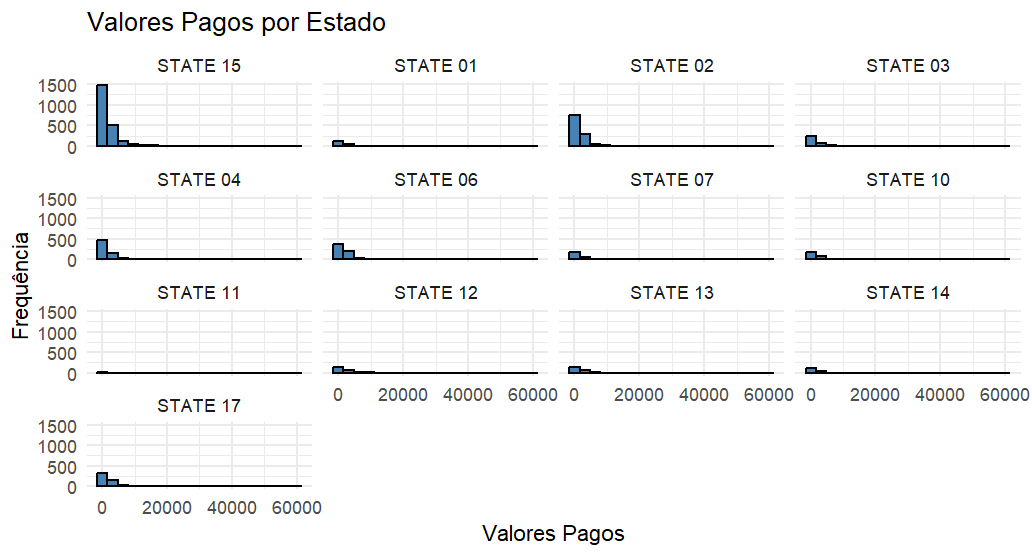 Valores Pagos por Estado
STATE 15 STATE 01 STATE 02 STATE 03
1500
1000
500
0
STATE 04 STATE 06 STATE 07 STATE 10
1500
1000
500
0
Frequência
STATE 11 STATE 12 STATE 13 STATE 14
1500
1000
500
0
0 20000 40000 60000 0 20000 40000 60000 0 20000 40000 60000
STATE 17
1500
1000
500
0
0 20000 40000 60000
Valores Pagos